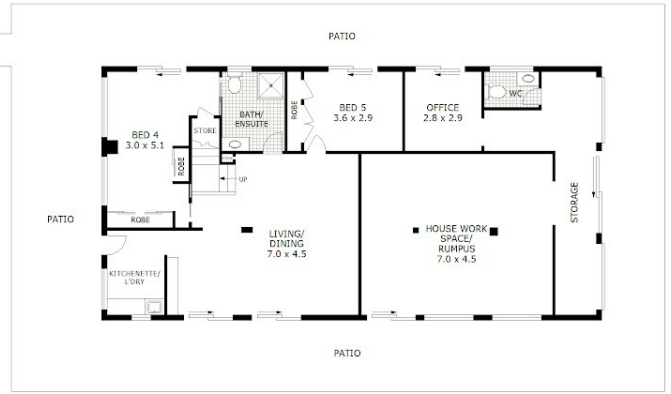 PATIO
BED 4
3.0 x 5.1
STORE
BATH/
ENSUITE
ROBE
BED 5
3.6 x 2.9
OFFICE
2.8 x 2.9
WC
ROBE
UP
STORAGE
PATIO
ROBE
LIVING/
DINING
7.0 x 4.5
HOUSE WORK
SPACE/
RUMPUS
7.0 x 4.5
KITCHENETTE/
L'DRY
PATIO